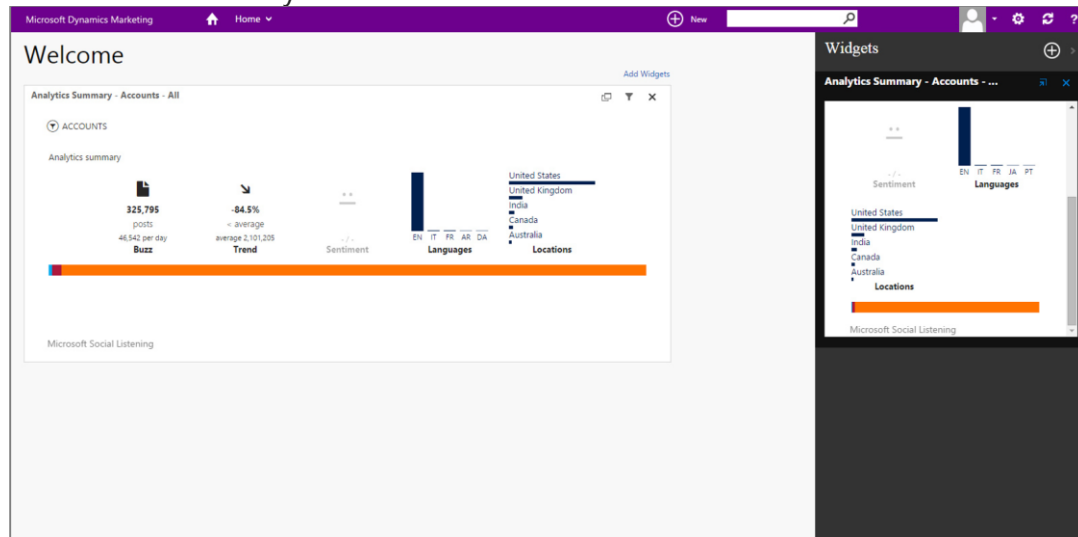 Microsoft Dynamics Marketing Home New ?
Welcome
Widgets
Add Widgets
Analytics Summary - Accounts - All
Analytics Summary - Accounts - ...
ACCOUNTS
Analytics summary
325,795
posts
46,542 per day
Buzz
-84.5%
< average
average 2,101,205
Trend
- / -
Sentiment
EN IT FR AR DA
Languages
United States
United Kingdom
India
Canada
Australia
Locations
Microsoft Social Listening
- / -
Sentiment
EN IT FR JA PT
Languages
United States
United Kingdom
India
Canada
Australia
Locations
Microsoft Social Listening